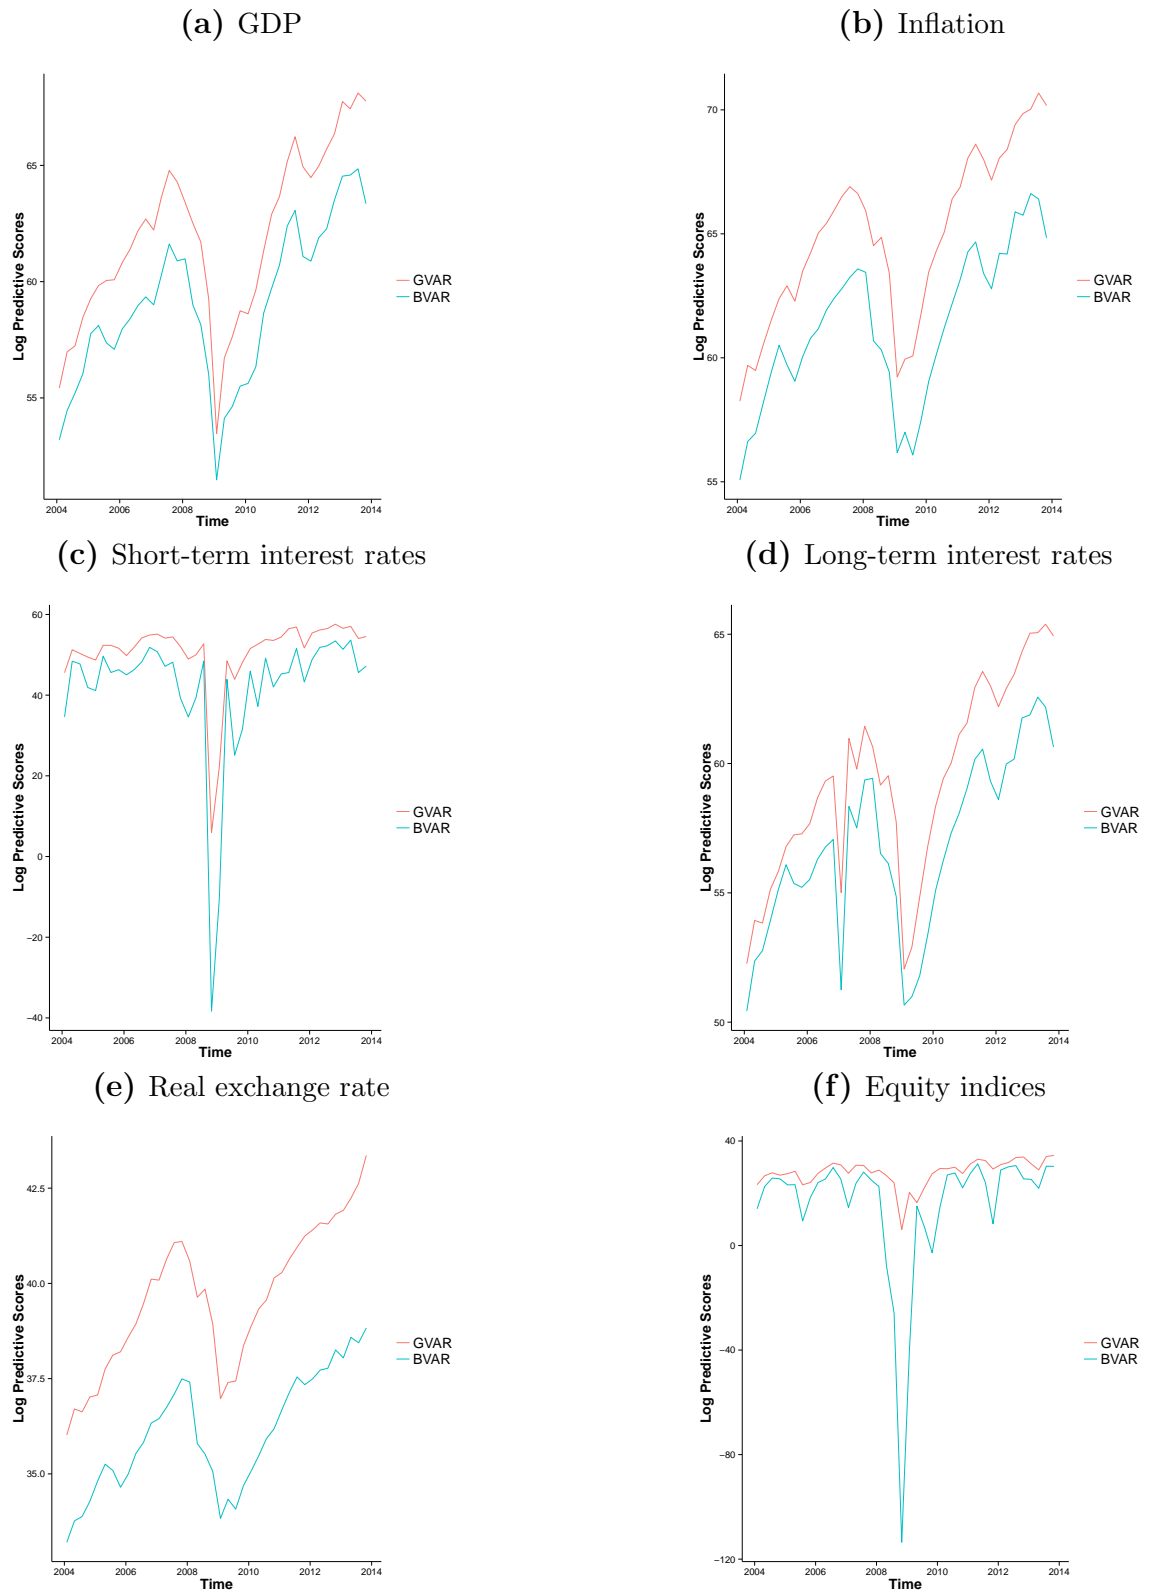 (a) GDP
Log Predictive Scores
65
60
55
2004 2006 2008 2010 2012 2014
Time
GVAR
BVAR
(b) Inflation
Log Predictive Scores
70
65
60
55
2004 2006 2008 2010 2012 2014
Time
GVAR
BVAR
(c) Short-term interest rates
Log Predictive Scores
60
40
20
0
−20
−40
2004 2006 2008 2010 2012 2014
Time
GVAR
BVAR
(d) Long-term interest rates
Log Predictive Scores
65
60
55
50
2004 2006 2008 2010 2012 2014
Time
GVAR
BVAR
(e) Real exchange rate
Log Predictive Scores
42.5
40.0
37.5
35.0
2004 2006 2008 2010 2012 2014
Time
GVAR
BVAR
(f) Equity indices
Log Predictive Scores
40
0
−40
−80
−120
2004 2006 2008 2010 2012 2014
Time
GVAR
BVAR